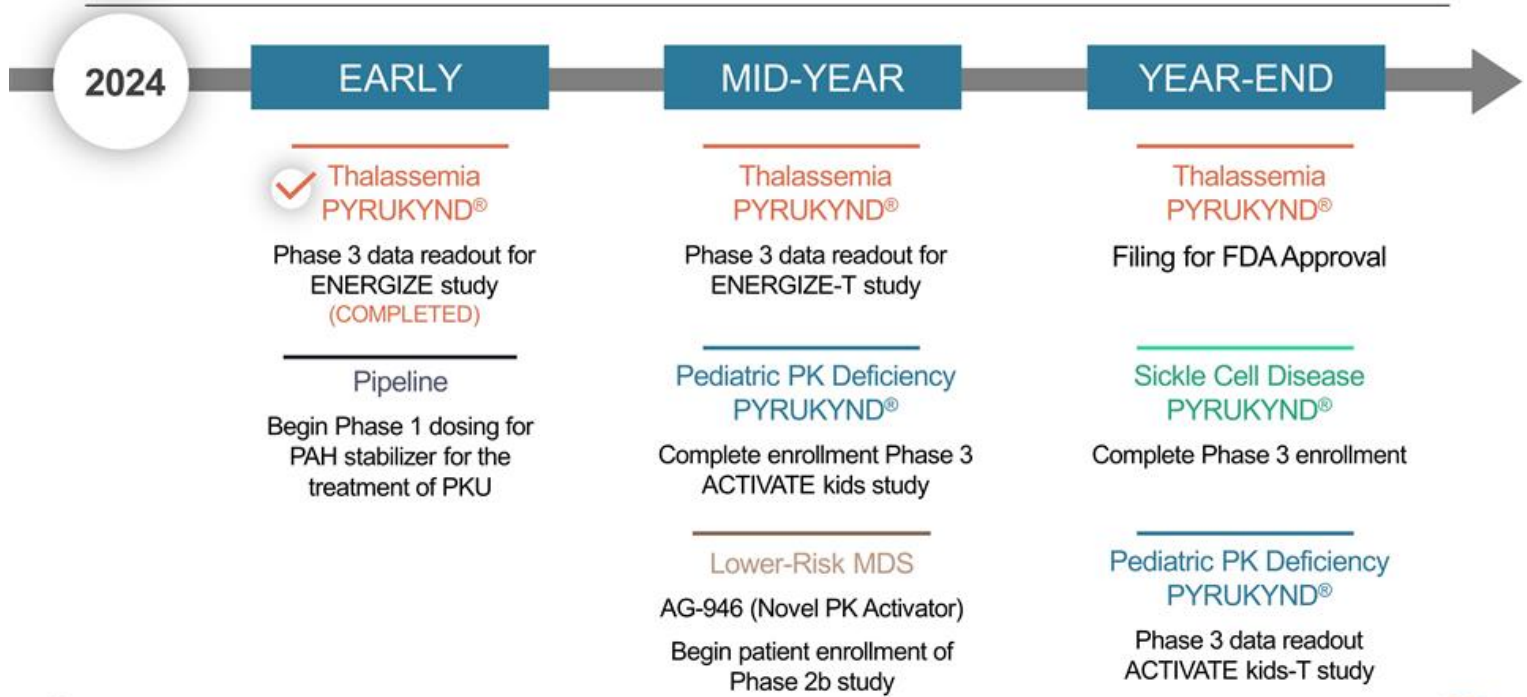 2024
EARLY
MID-YEAR
YEAR-END
Thalassemia
PYRUKYND®
Phase 3 data readout for
ENERGIZE study
(COMPLETED)
Pipeline
Begin Phase 1 dosing for
PAH stabilizer for the
treatment of PKU
Thalassemia
PYRUKYND®
Phase 3 data readout for
ENERGIZE-T study
Pediatric PK Deficiency
PYRUKYND®
Complete enrollment Phase 3
ACTIVATE kids study
Lower-Risk MDS
AG-946 (Novel PK Activator)
Begin patient enrollment of
Phase 2b study
Thalassemia
PYRUKYND®
Filing for FDA Approval
Sickle Cell Disease
PYRUKYND®
Complete Phase 3 enrollment
Pediatric PK Deficiency
PYRUKYND®
Phase 3 data readout
ACTIVATE kids-T study